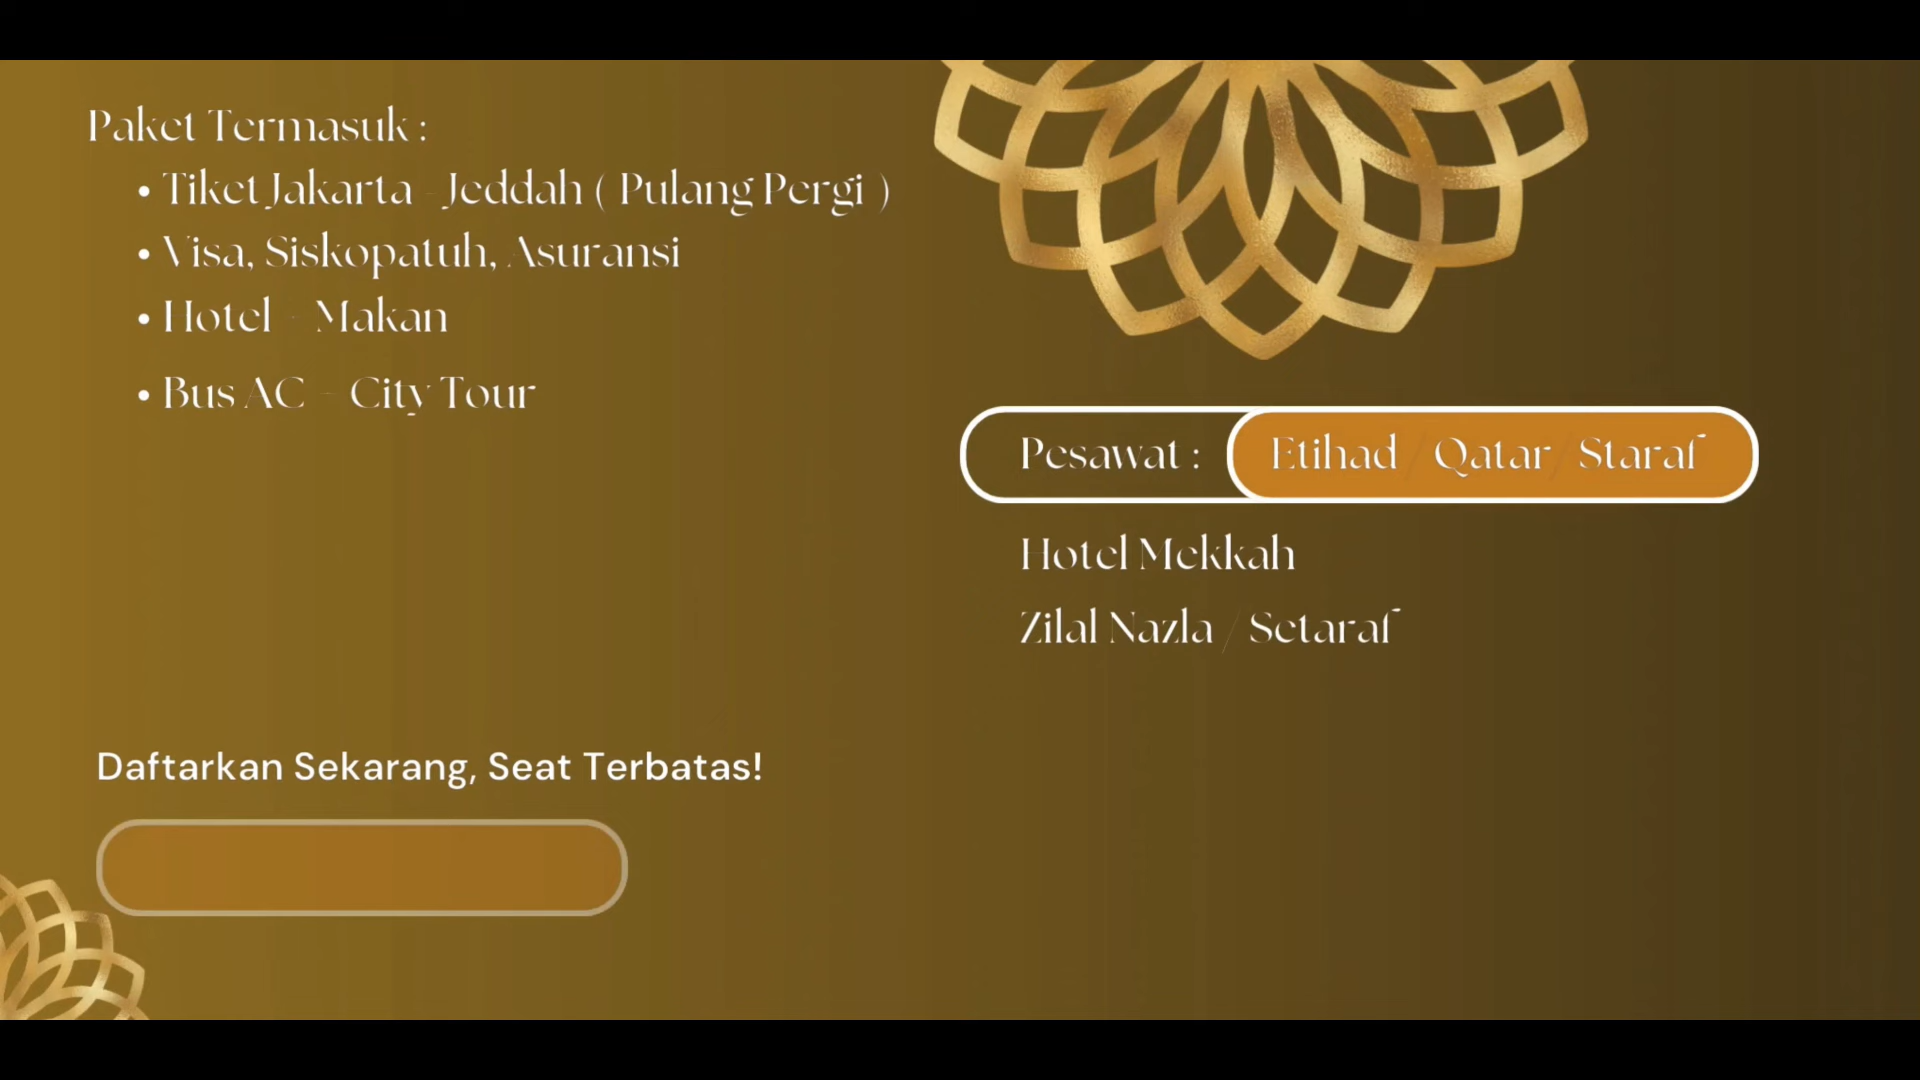 Paket Termasuk :
• Tiket Jakarta - Jeddah ( Pulang Pergi )
• Visa, Siskopatuh, Asuransi
• Hotel - Makan
• Bus AC - City Tour
Pesawat : Etihad / Qatar / Staraf
Hotel Mekkah
Zilal Nazla / Setaraf
Daftarkan Sekarang, Seat Terbatas!